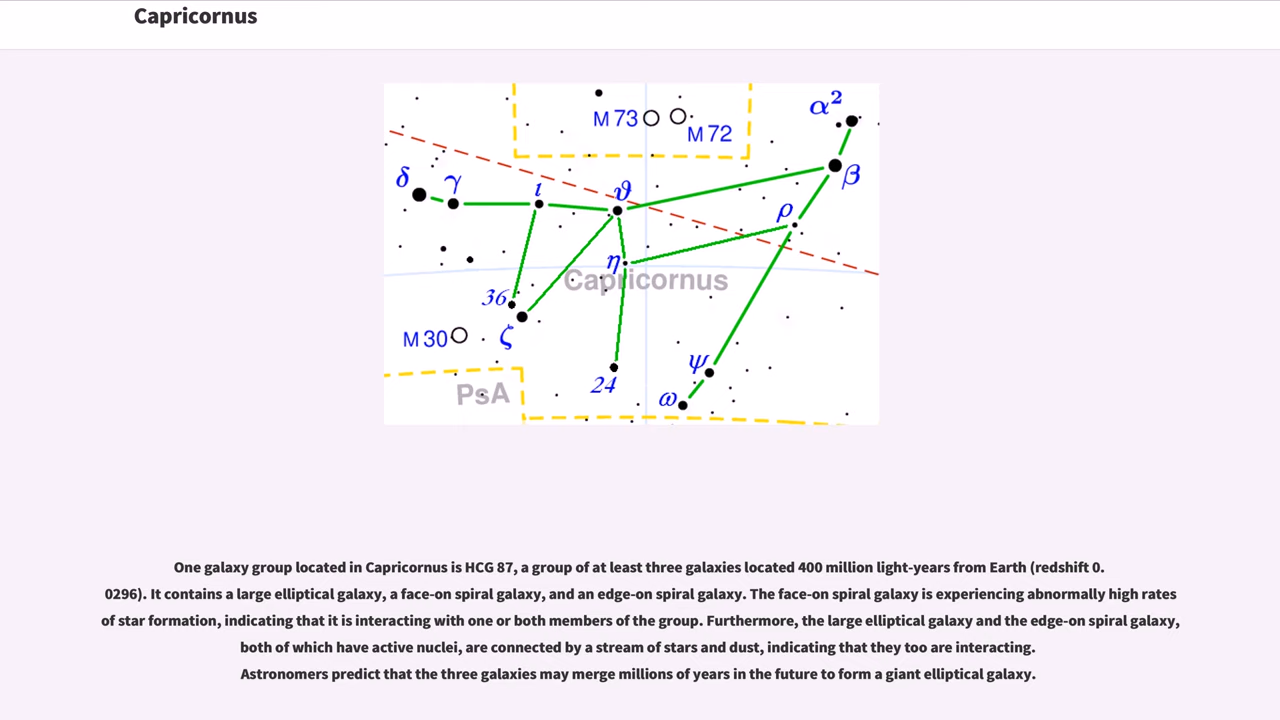 Capricornus
α²
M 73
M 72
δ
γ
ι
ϑ
β
ρ
η
Capricornus
36
M 30
ζ
ψ
24
PsA
ω
One galaxy group located in Capricornus is HCG 87, a group of at least three galaxies located 400 million light-years from Earth (redshift 0.
0296). It contains a large elliptical galaxy, a face-on spiral galaxy, and an edge-on spiral galaxy. The face-on spiral galaxy is experiencing abnormally high rates
of star formation, indicating that it is interacting with one or both members of the group. Furthermore, the large elliptical galaxy and the edge-on spiral galaxy,
both of which have active nuclei, are connected by a stream of stars and dust, indicating that they too are interacting.
Astronomers predict that the three galaxies may merge millions of years in the future to form a giant elliptical galaxy.